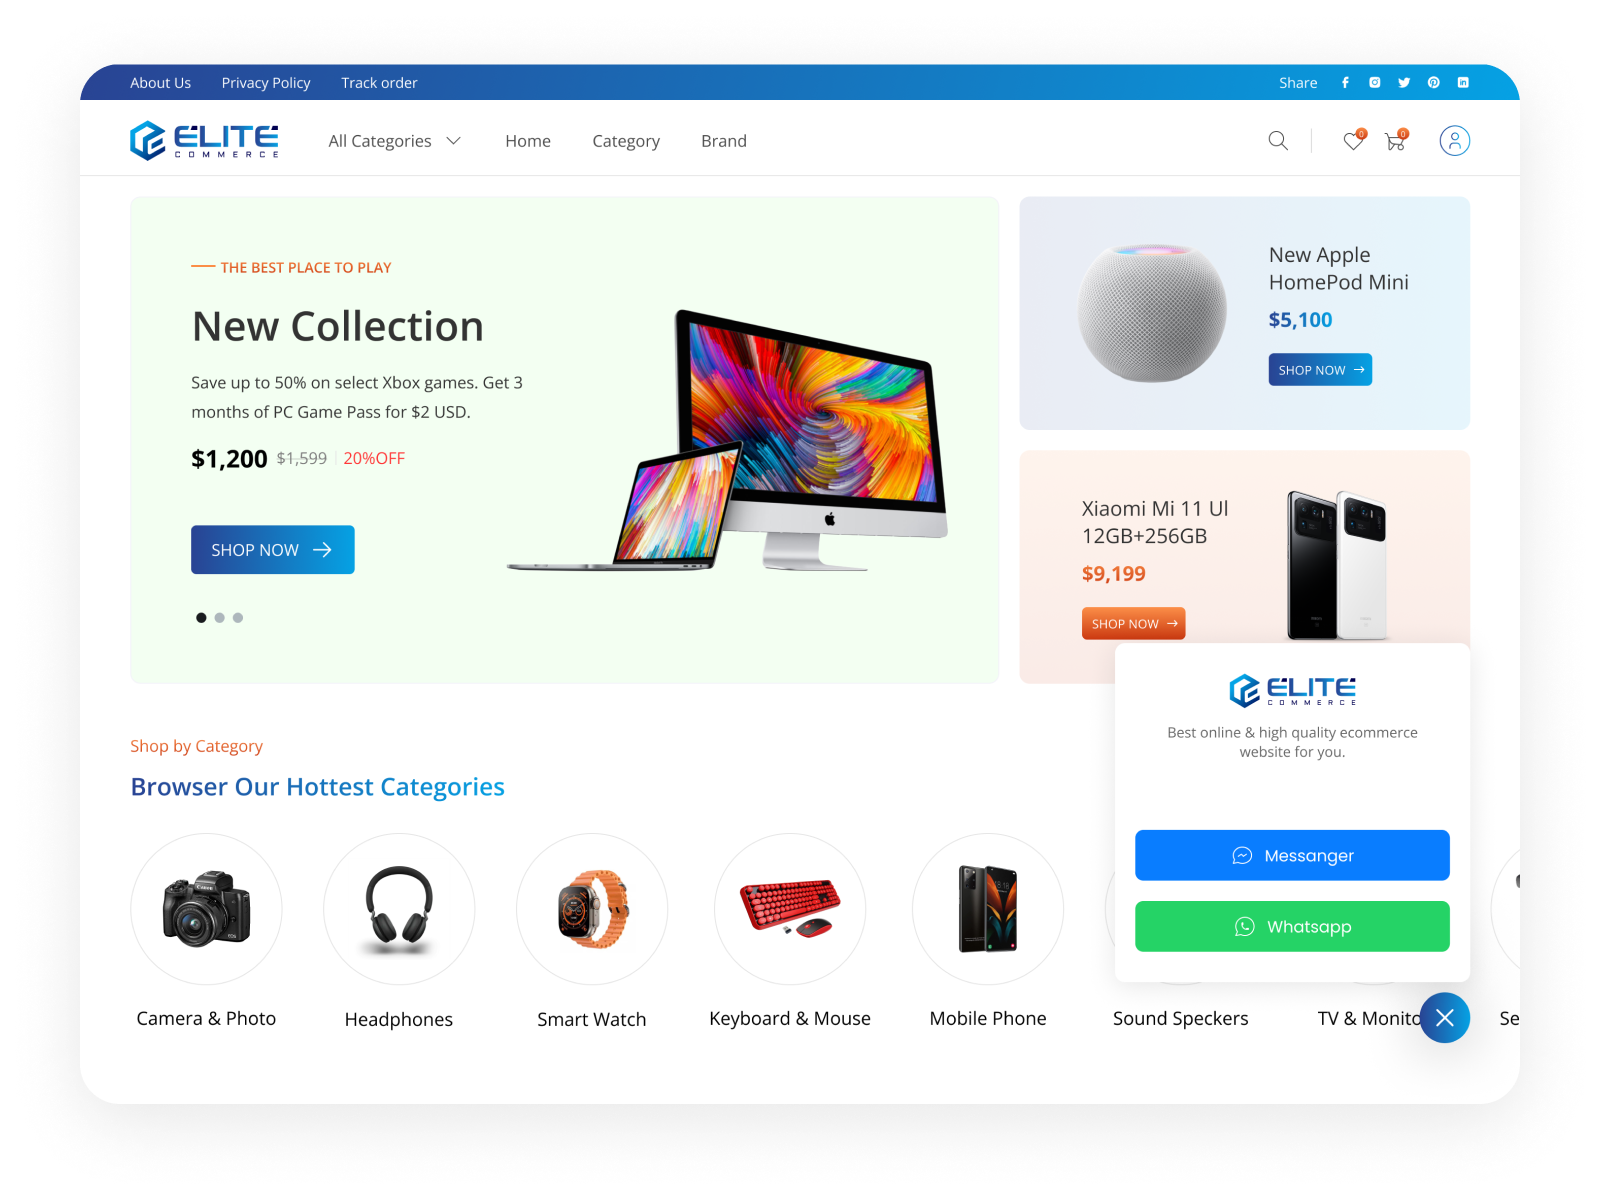 About Us Privacy Policy Track order Share
ELITE
COMMERCE
All Categories Home Category Brand
0 0
THE BEST PLACE TO PLAY
New Collection
Save up to 50% on select Xbox games. Get 3
months of PC Game Pass for $2 USD.
$1,200 $1,599 20%OFF
SHOP NOW
New Apple
HomePod Mini
$5,100
SHOP NOW
Xiaomi Mi 11 Ul
12GB+256GB
$9,199
SHOP NOW
ELITE
COMMERCE
Best online & high quality ecommerce
website for you.
Messanger
Whatsapp
Shop by Category
Browser Our Hottest Categories
Canon
Camera & Photo
Headphones
Smart Watch
Keyboard & Mouse
Mobile Phone
Sound Speckers
TV & Monito
Se